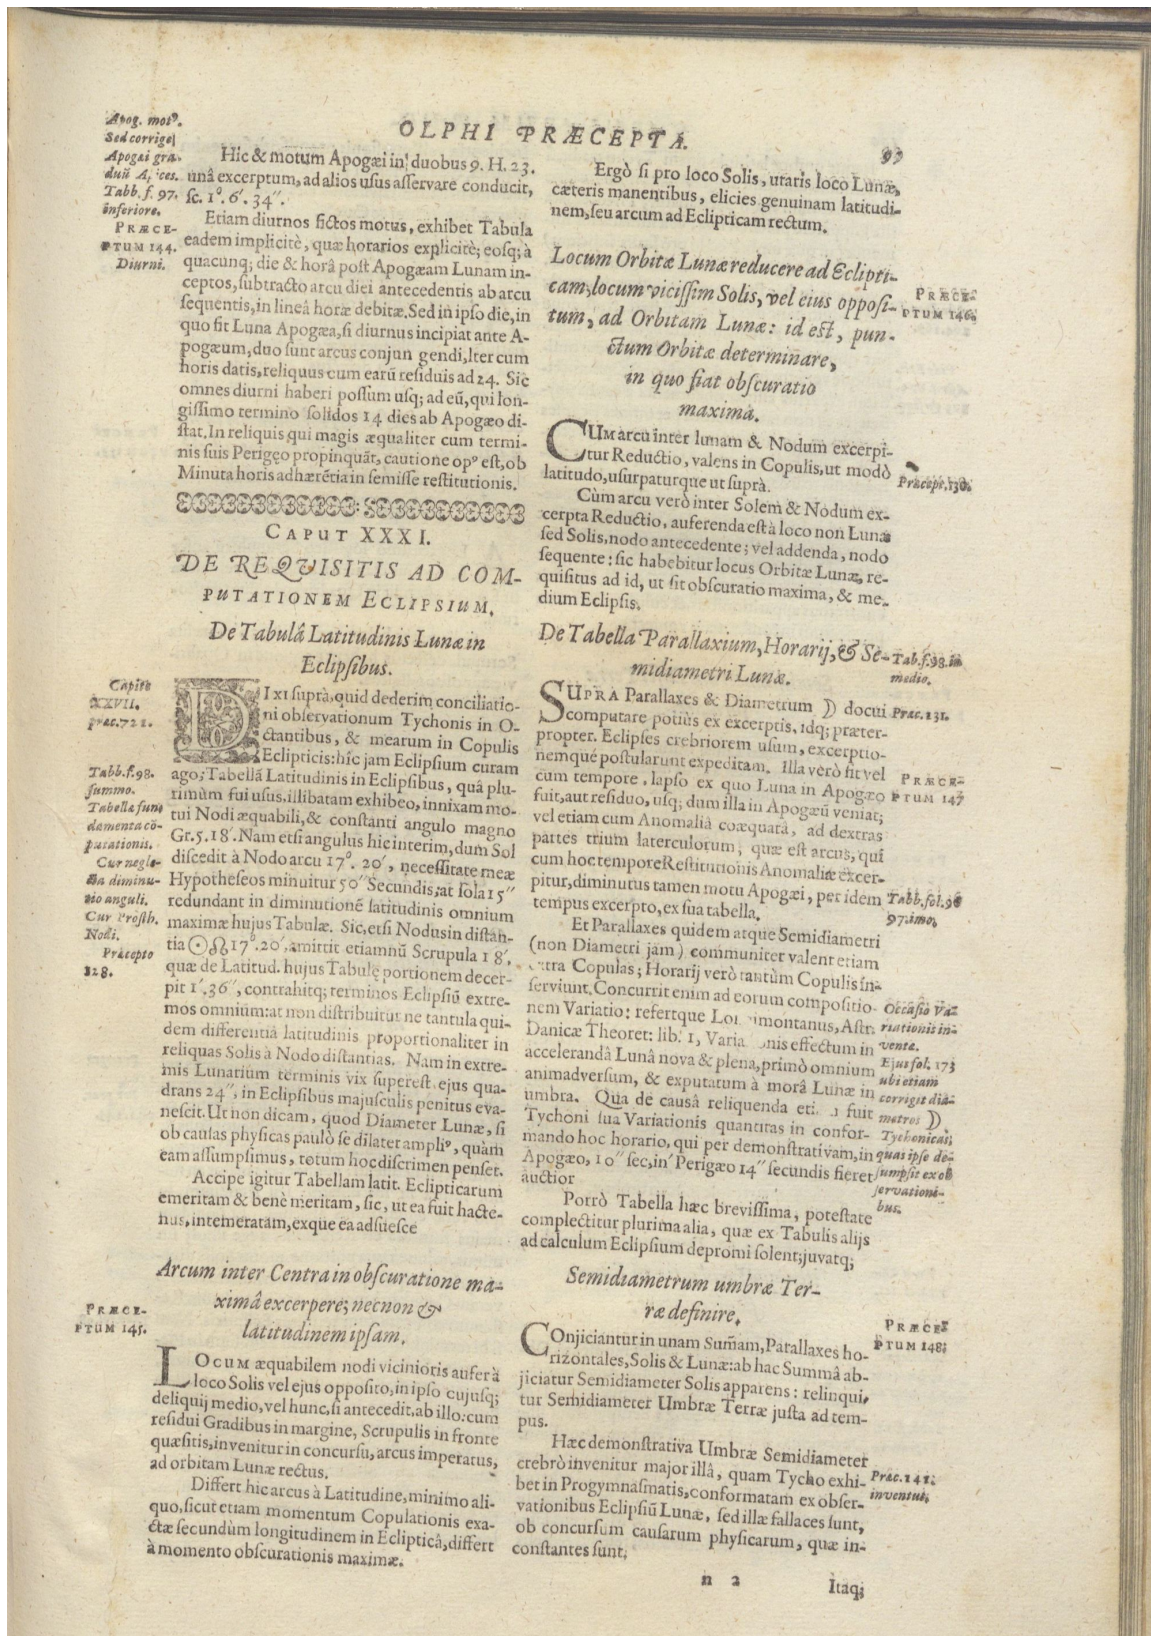 OLPHI PRÆCEPTA.
Apog. motꝰ.
Sed corrige
Apogæi gra-
Tabb. f. 97.
inferiore.
PRÆCE-
PTUM 144.
Diurni.
Hic & motum Apogæi in duobus 9. H. 23.
unâ excerptum, ad alios usus asservare conducit,
sc. 1°. 6′. 34″.
Etiam diurnos fictos motus, exhibet Tabula
eadem implicitè, quæ horarios explicitè; eosq; à
quacunq; die & horâ post Apogæam Lunam in-
ceptos, subtracto arcu diei antecedentis ab arcu
sequentis, in lineâ horæ debitæ. Sed in ipso die, in
quo fit Luna Apogæa, si diurnus incipiat ante A-
pogæum, duo sunt arcus conjun gendi, lter cum
horis datis, reliquus cum earū residuis ad 24. Sic
omnes diurni haberi possum usq; ad eū, qui lon-
gissimo termino solidos 14 dies ab Apogæo di-
stat. In reliquis qui magis æqualiter cum termi-
nis suis Perigęo propinquāt, cautione opꝰ est, ob
Minuta horis adhærētia in semisse restitutionis.
CAPUT XXXI.
DE REQUISITIS AD COM-
PUTATIONEM ECLIPSIUM.
De Tabulâ Latitudinis Lunæ in
Eclipsibus.
Capite
XXVII.
præc. 721.
Tabb. f. 98.
summo.
Tabellæ fun-
damenta cō-
putationis.
Cur negle-
cta diminu-
tio anguli.
Cur Prosth.
Nodi.
Præcepto
128.
DIxi suprà, quid dederim conciliatio-
ni observationum Tychonis in O-
ctantibus, & mearum in Copulis
Eclipticis: hîc jam Eclipsium curam
ago; Tabellâ Latitudinis in Eclipsibus, quâ plu-
rimùm fui usus, illibatam exhibeo, innixam mo-
tui Nodi æquabili, & constanti angulo magno
Gr. 5. 18′. Nam etsi angulus hic interim, dum Sol
discedit à Nodo arcu 17°. 20′, necessitate meæ
Hypotheseos minuitur 50″ Secundis; at sola 15″
redundant in diminutionē latitudinis omnium
maximæ hujus Tabulæ. Sic, etsi Nodus in distan-
tia ☉☊ 17°. 20′, amittit etiamnū Scrupula 18′,
quæ de Latitud. hujus Tabulę portionem decer-
pit 1′. 36″, contrahitq; terminos Eclipsiū extre-
mos omnium: at non distribuitur ne tantula qui-
dem differentiâ latitudinis proportionaliter in
reliquas Solis à Nodo distantias. Nam in extre-
mis Lunarium terminis vix superest ejus qua-
drans 24″, in Eclipsibus majusculis penitus eva-
nescit. Ut non dicam, quod Diameter Lunæ, si
ob causas physicas paulò se dilatet ampliꝰ, quàm
eam assumpsimus, totum hoc discrimen penset.
Accipe igitur Tabellam latit. Eclipticarum
emeritam & benè meritam, sic, ut ea fuit hacte-
nus, intemeratam, exque ea adsuesce
Arcum inter Centra in obscuratione ma-
ximâ excerpere; necnon &
latitudinem ipsam.
PRÆCE-
PTUM 145.
LOCUM æquabilem nodi vicinioris aufer à
loco Solis vel ejus opposito, in ipso cujusq;
deliquij medio, vel hunc, si antecedit, ab illo: cum
residui Gradibus in margine, Scrupulis in fronte
quæsitis, invenitur in concursu, arcus imperatus,
ad orbitam Lunæ rectus.
Differt hic arcus à Latitudine, minimo ali-
quo, sicut etiam momentum Copulationis exa-
ctæ secundùm longitudinem in Eclipticâ, differt
à momento obscurationis maximæ.
Ergò si pro loco Solis, utaris loco Lunæ,
cæteris manentibus, elicies genuinam latitudi-
nem, seu arcum ad Eclipticam rectum.
Locum Orbitæ Lunæ reducere ad Eclipti-
cam; locum vicissim Solis, vel eius opposi-
tum, ad Orbitam Lunæ: id est, pun-
ctum Orbitæ determinare,
in quo fiat obscuratio
maxima.
PRÆCE-
PTUM 146.
CUM arcu inter lunam & Nodum excerpi-
tur Reductio, valens in Copulis, ut modò
latitudo, usurpaturque ut suprà.
Præcept. 130.
Cùm arcu verò inter Solem & Nodum ex-
cerpta Reductio, auferenda est à loco non Lunæ
sed Solis, nodo antecedente; vel addenda, nodo
sequente: sic habebitur locus Orbitæ Lunæ, re-
quisitus ad id, ut sit obscuratio maxima, & me-
dium Eclipsis.
De Tabella Parallaxium, Horarij, & Se-
midiametri Lunæ.
Tab. f. 98. in
medio.
SUPRA Parallaxes & Diametrum ☽ docui
computare potiùs ex excerptis, idq; præter-
propter. Eclipses crebriorem usum, excerptio-
nemqué postularunt expeditam. Illa verò fit vel
cum tempore, lapso ex quo Luna in Apogæo
fuit, aut residuo, usq; dum illa in Apogæū veniat;
vel etiam cum Anomaliâ coæquatâ, ad dextras
partes trium laterculorum, quæ est arcus, qui
cum hoc tempore Restitutionis Anomaliæ excer-
pitur, diminutus tamen motu Apogæi, per idem
tempus excerpto, ex sua tabella.
Præc. 131.
PRÆCE-
PTUM 147
Tabb. fol. 96
97. imo.
Et Parallaxes quidem atque Semidiametri
(non Diametri jam) communiter valent etiam
extra Copulas; Horarij verò tantùm Copulis in-
serviunt. Concurrit enim ad eorum compositio-
nem Variatio: refertque imontanus, Astr.
Danicæ Theoret: lib. 1, Varia onis effectum in
accelerandâ Lunâ nova & plena, primò omnium
animadversum, & exputatum à morâ Lunæ in
umbra. Qua de causâ reliquenda fuit
Tychoni sua Variationis quantitas in confor-
mando hoc horario, qui per demonstrativam, in
Apogæo, 10″ sec, in Perigæo 14″ secundis fieret
auctior
Occasio Va-
riationis in-
ventæ.
Ejus fol. 173
ubi etiam
corrigit dia-
metros ☽
Tychonicas,
quas ipse de-
sumpsit ex ob
servationi-
bus.
Porrò Tabella hæc brevissima, potestate
complectitur plurima alia, quæ ex Tabulis alijs
ad calculum Eclipsium depromi solent; juvatq;
Semidiametrum umbræ Ter-
ræ definire.
PRÆCE-
PTUM 148.
COnjiciantur in unam Sum̃am, Parallaxes ho-
rizontales, Solis & Lunæ: ab hac Summâ ab-
jiciatur Semidiameter Solis apparens: relinqui-
tur Semidiameter Umbræ Terræ justa ad tem-
pus.
Hæc demonstrativa Umbræ Semidiameter
crebrò invenitur major illâ, quam Tycho exhi-
bet in Progymnasmatis, conformatam ex obser-
vationibus Eclipsiū Lunæ, sed illæ fallaces sunt,
ob concursum causarum physicarum, quæ in-
constantes sunt.
Præc. 141.
inventum,
n 2
Itaq;